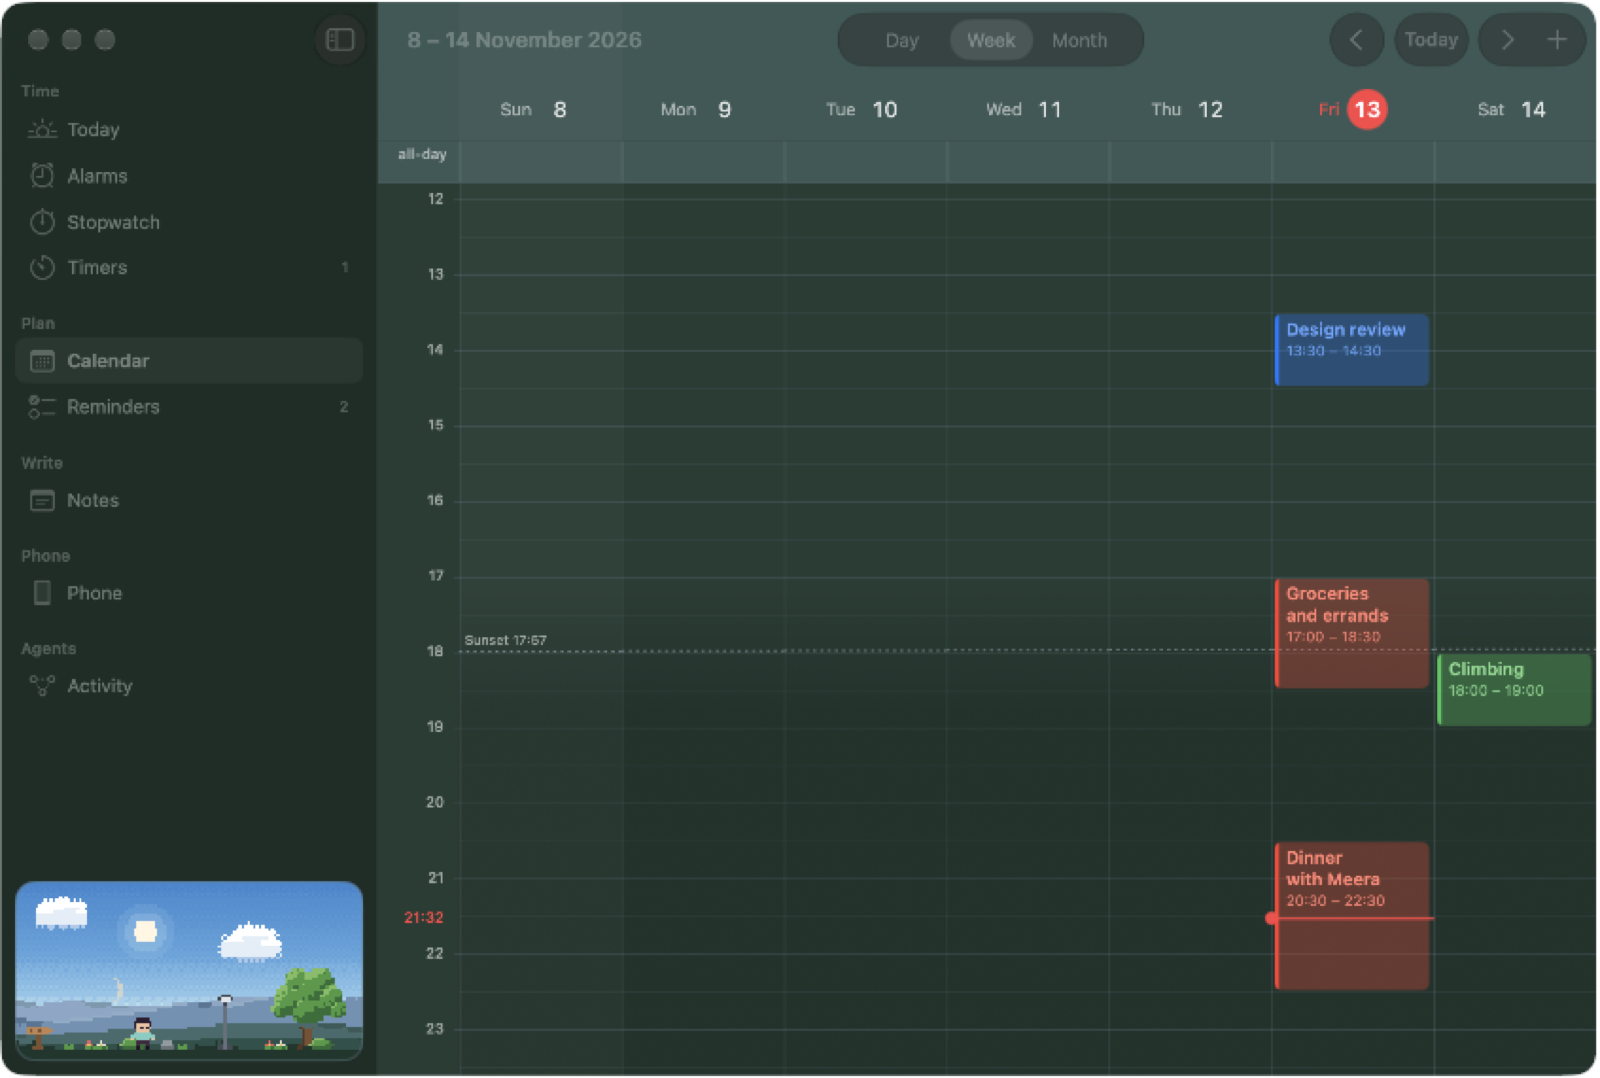 Time
Today
Alarms
Stopwatch
Timers 1
Plan
Calendar
Reminders 2
Write
Notes
Phone
Phone
Agents
Activity
8 – 14 November 2026
Day Week Month
Today
Sun 8 Mon 9 Tue 10 Wed 11 Thu 12 Fri 13 Sat 14
all-day
12
13
Design review
13:30 – 14:30
14
15
16
17
Groceries
and errands
17:00 – 18:30
Sunset 17:57
18
Climbing
18:00 – 19:00
19
20
Dinner
with Meera
20:30 – 22:30
21
21:32
22
23